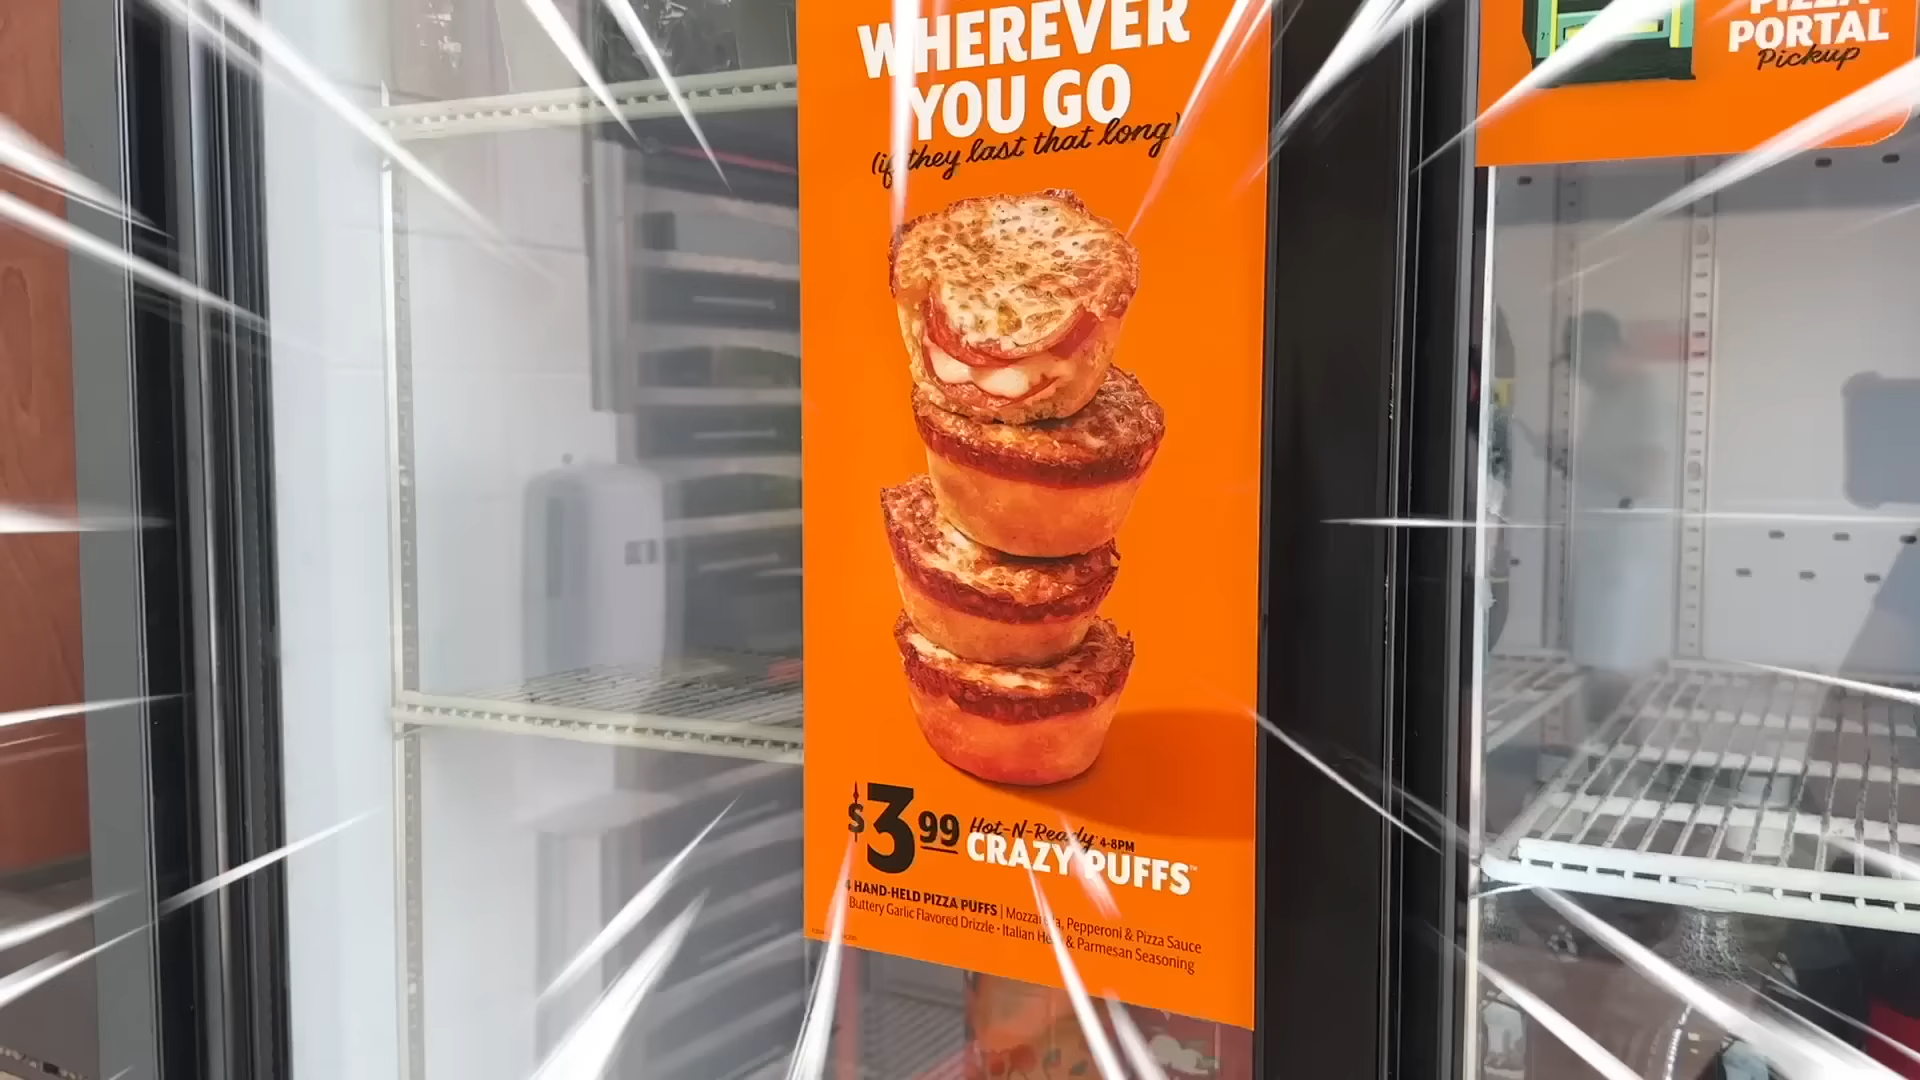 WHEREVER
YOU GO
(if they last that long)
$3.99
Hot-N-Ready 4-8PM
CRAZY PUFFS™
4 HAND-HELD PIZZA PUFFS | Mozzarella, Pepperoni & Pizza Sauce
Buttery Garlic Flavored Drizzle • Italian Herb & Parmesan Seasoning
PIZZA
PORTAL
Pickup